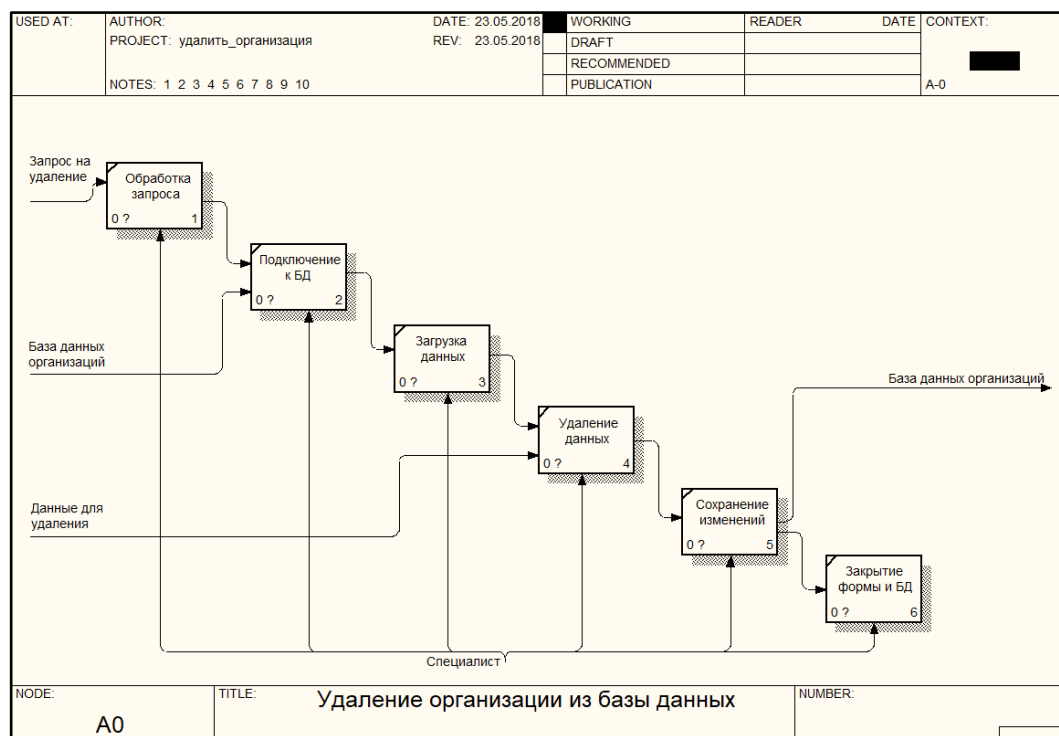 USED AT:
AUTHOR:
DATE: 23.05.2018
WORKING
READER
DATE
CONTEXT:
PROJECT: удалить_организация
REV: 23.05.2018
DRAFT
RECOMMENDED
NOTES: 1 2 3 4 5 6 7 8 9 10
PUBLICATION
A-0
Запрос на
удаление
Обработка
запроса
0 ?
1
Подключение
к БД
0 ?
2
База данных
организаций
Загрузка
данных
0 ?
3
База данных организаций
Удаление
данных
0 ?
4
Данные для
удаления
Сохранение
изменений
0 ?
5
Закрытие
формы и БД
0 ?
6
Специалист
NODE:
A0
TITLE:
Удаление организации из базы данных
NUMBER: